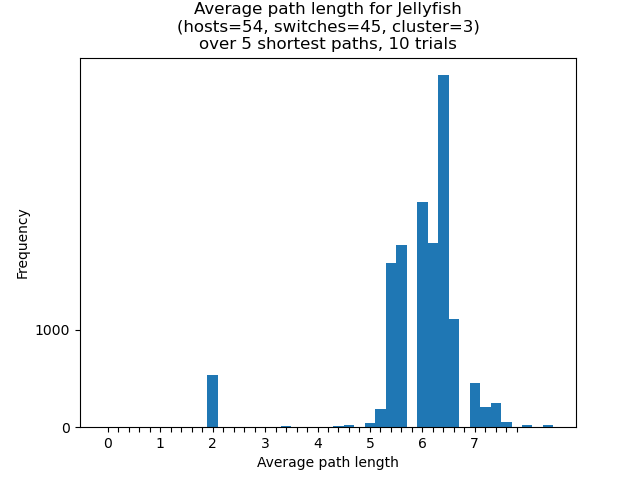 Average path length for Jellyfish
(hosts=54, switches=45, cluster=3)
over 5 shortest paths, 10 trials
Frequency
1000
0
0 1 2 3 4 5 6 7
Average path length